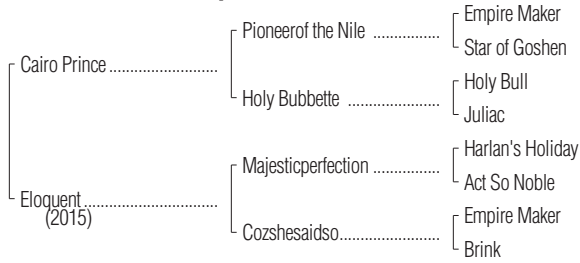 Empire Maker
Pioneerof the Nile ................
Star of Goshen
Cairo Prince ..........................
Holy Bull
Holy Bubbette ......................
Juliac
Harlan's Holiday
Majesticperfection .................
Act So Noble
Eloquent ................................
(2015)
Empire Maker
Cozshesaidso ........................
Brink